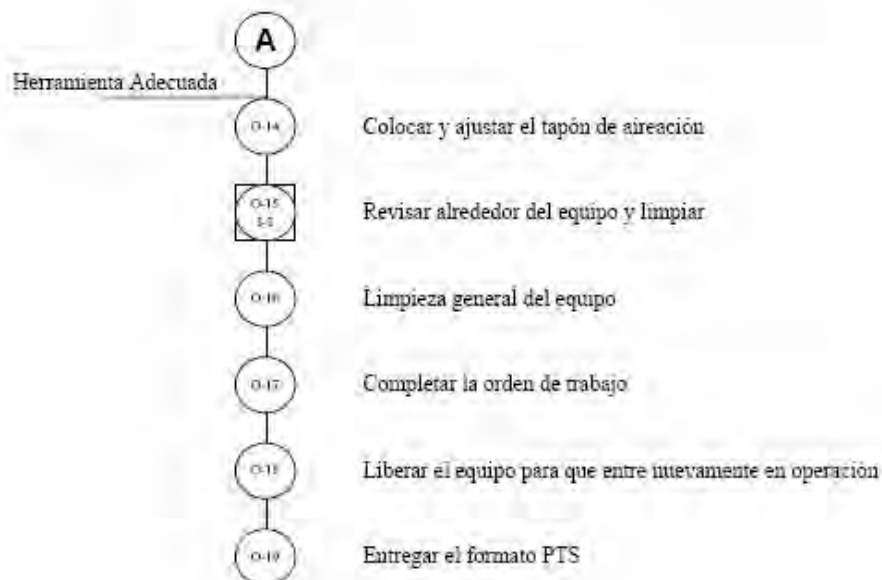 A
Herramienta Adecuada
O-14 Colocar y ajustar el tapón de aireación
O-15 Revisar alrededor del equipo y limpiar
O-16 Limpieza general del equipo
O-17 Completar la orden de trabajo
Liberar el equipo para que entre nuevamente en operación
O-19 Entregar el formato PTS